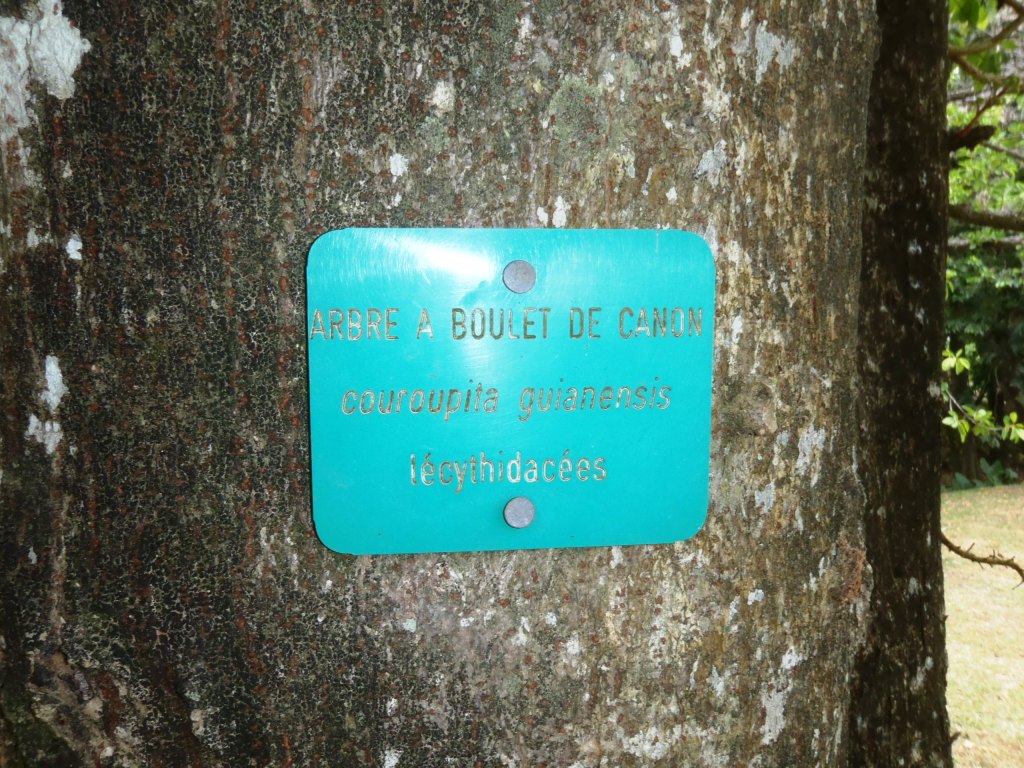 ARBRE A BOULET DE CANON
couroupita guianensis
lécythidacées